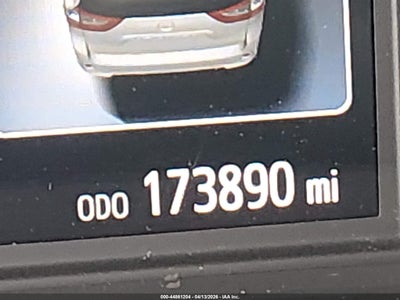 ODO 173890 mi
000-44861204 - 04/13/2026 - IAA Inc.